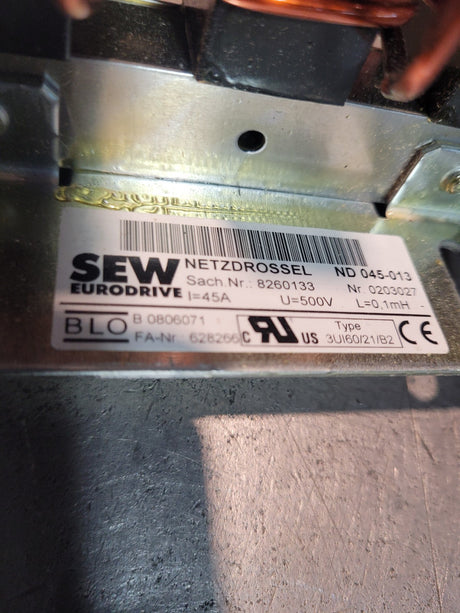 SEW
EURODRIVE
NETZDROSSEL ND 045-013
Sach.Nr.: 8260133 Nr 0203027
I=45A U=500V L=0,1mH
BLO
B 0806071
FA-Nr.: 628266
C RU US
Type
3UI60/21/B2
CE